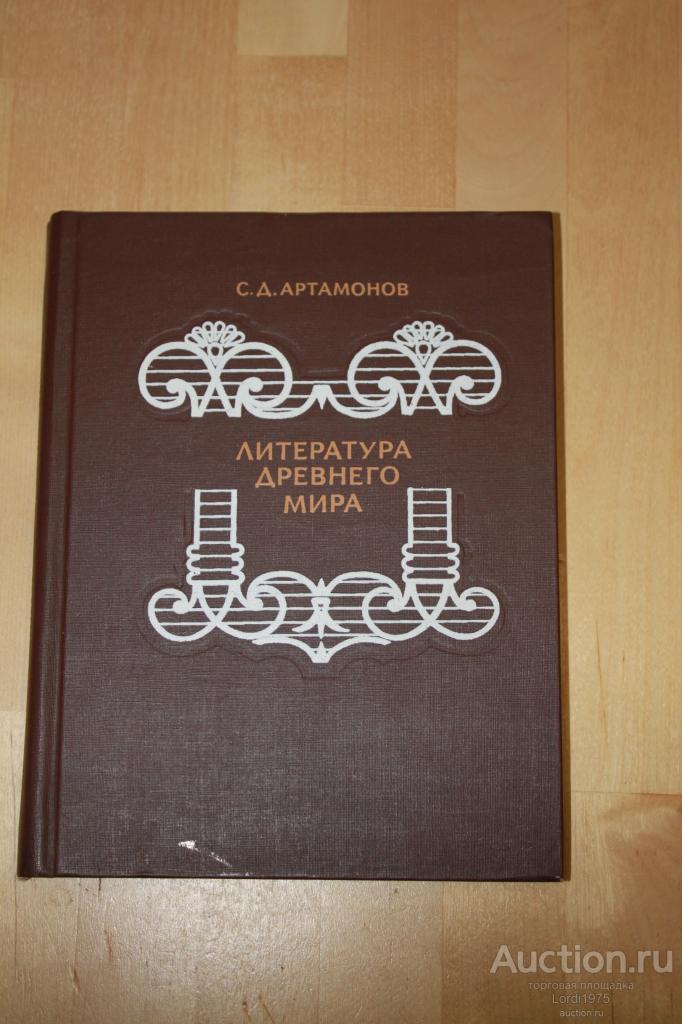 С.Д. АРТАМОНОВ
ЛИТЕРАТУРА
ДРЕВНЕГО
МИРА
Auction.ru
торговая площадка
Lordi1975
auction.ru